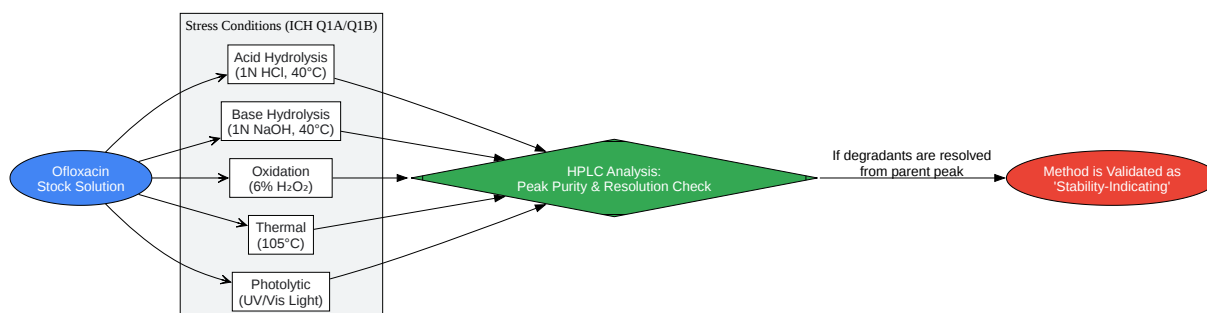 Stress Conditions (ICH Q1A/Q1B)
Acid Hydrolysis
(1N HCl, 40°C)
Base Hydrolysis
(1N NaOH, 40°C)
Ofloxacin
Stock Solution
Oxidation
(6% H₂O₂)
Thermal
(105°C)
Photolytic
(UV/Vis Light)
HPLC Analysis:
Peak Purity & Resolution Check
If degradants are resolved
from parent peak
Method is Validated as
'Stability-Indicating'